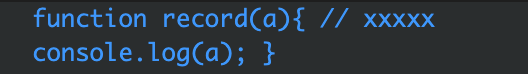 function record(a){ // xxxxx
console.log(a); }